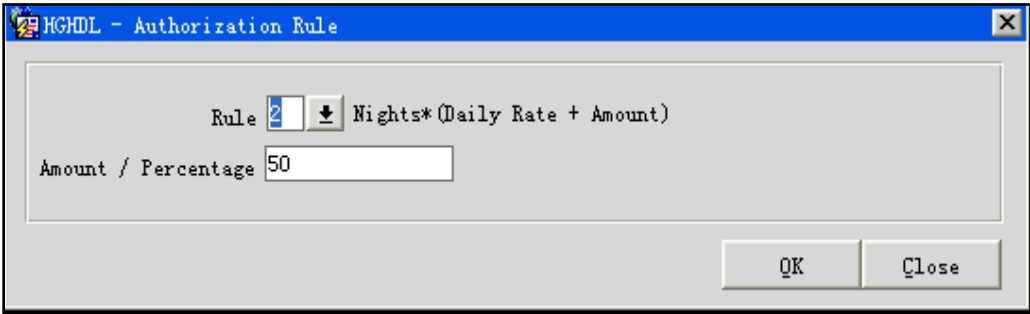 HGHDL - Authorization Rule
Rule 2 Nights*(Daily Rate + Amount)
Amount / Percentage 50
OK Close